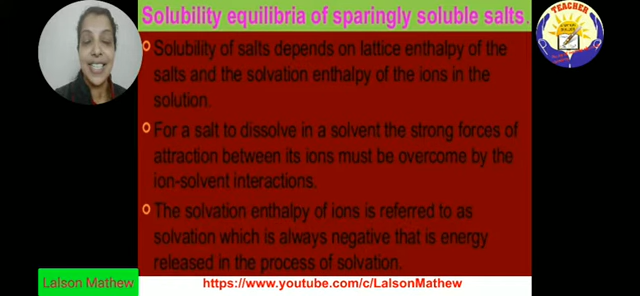 Solubility equilibria of sparingly soluble salts.
Solubility of salts depends on lattice enthalpy of the
salts and the solvation enthalpy of the ions in the
solution.
For a salt to dissolve in a solvent the strong forces of
attraction between its ions must be overcome by the
ion-solvent interactions.
The solvation enthalpy of ions is referred to as
solvation which is always negative that is energy
released in the process of solvation.
TEACHER
Lalson Mathew
https://www.youtube.com/c/LalsonMathew